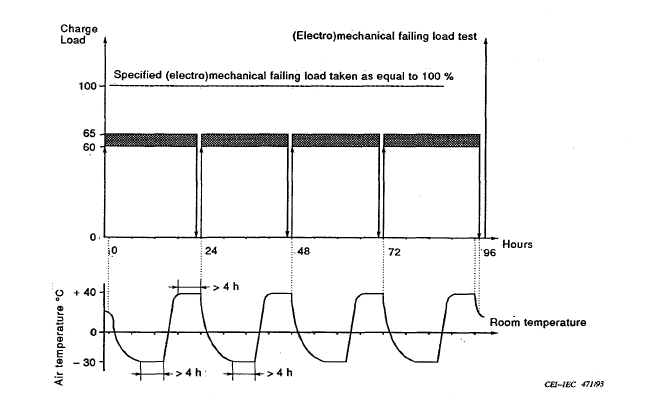 Charge
Load
(Electro)mechanical failing load test
Specified (electro)mechanical failing load taken as equal to 100 %
100
65
60
0
0
24
48
72
96
Hours
Air temperature °C
+ 40
0
– 30
> 4 h
> 4 h
> 4 h
Room temperature
CEI–IEC 471/93